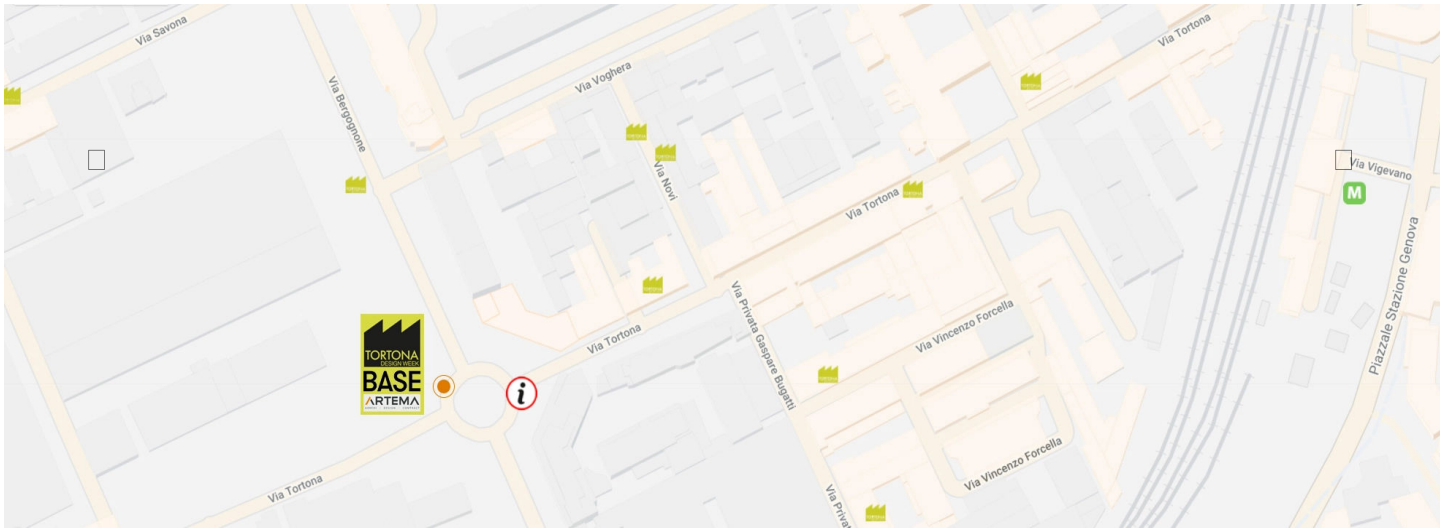 Via Savona
Via Bergognone
Via Voghera
Via Tortona
Via Novi
Via Vigevano
M
Via Tortona
Piazzale Stazione Genova
Via Privata Gaspare Bugatti
Via Vincenzo Forcella
Via Tortona
TORTONA
DESIGN WEEK
BASE
ARTEMA
i
Via Vincenzo Forcella
Via Tortona
Via Privat